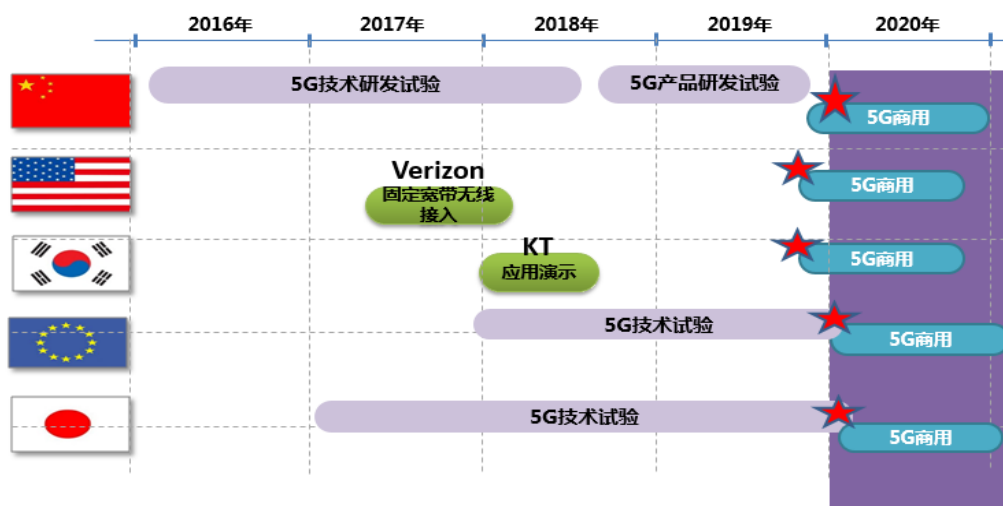 2016年 2017年 2018年 2019年 2020年
5G技术研发试验 5G产品研发试验
5G商用
Verizon
固定宽带无线
接入
5G商用
KT
应用演示
5G商用
5G技术试验
5G商用
5G技术试验
5G商用